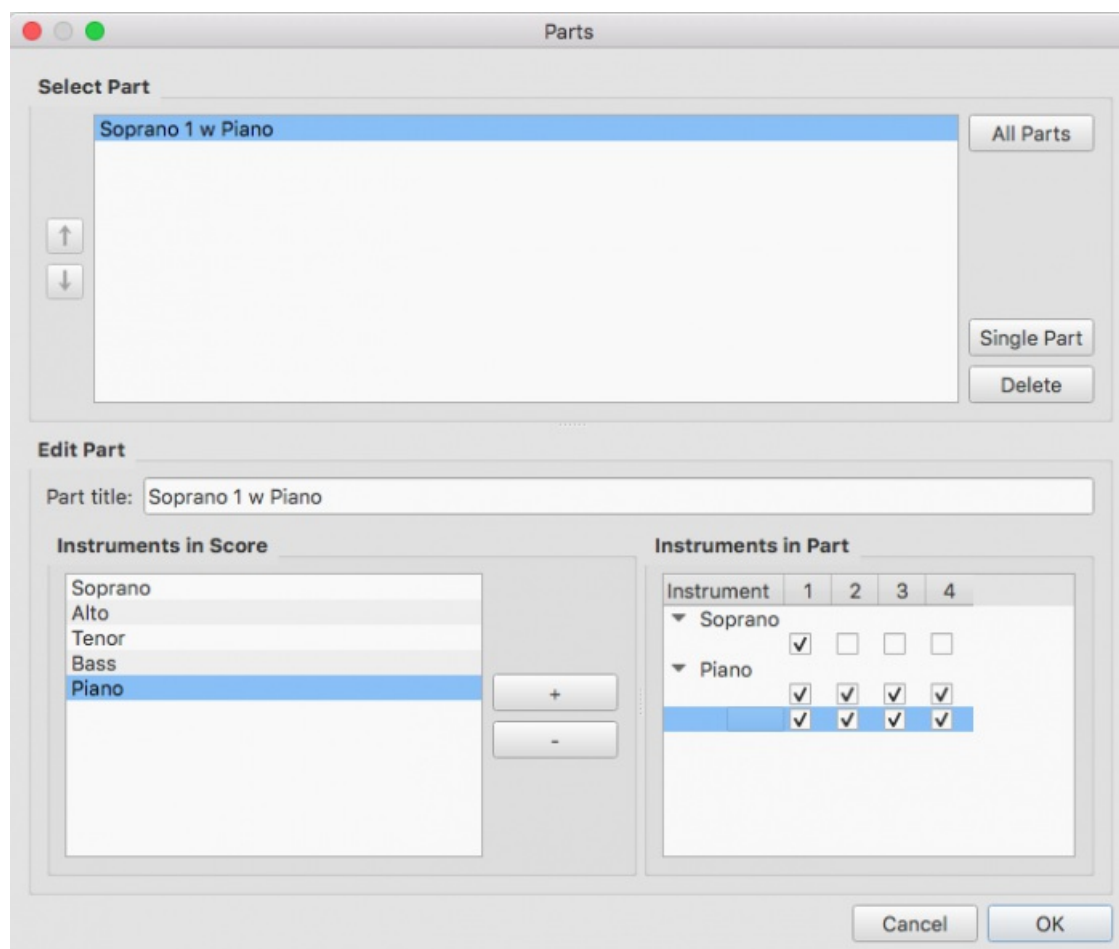 Parts
Select Part
Soprano 1 w Piano
All Parts
Single Part
Delete
Edit Part
Part title: Soprano 1 w Piano
Instruments in Score
Soprano
Alto
Tenor
Bass
Piano
+
-
Instruments in Part
Instrument 1 2 3 4
Soprano
Piano
Cancel OK